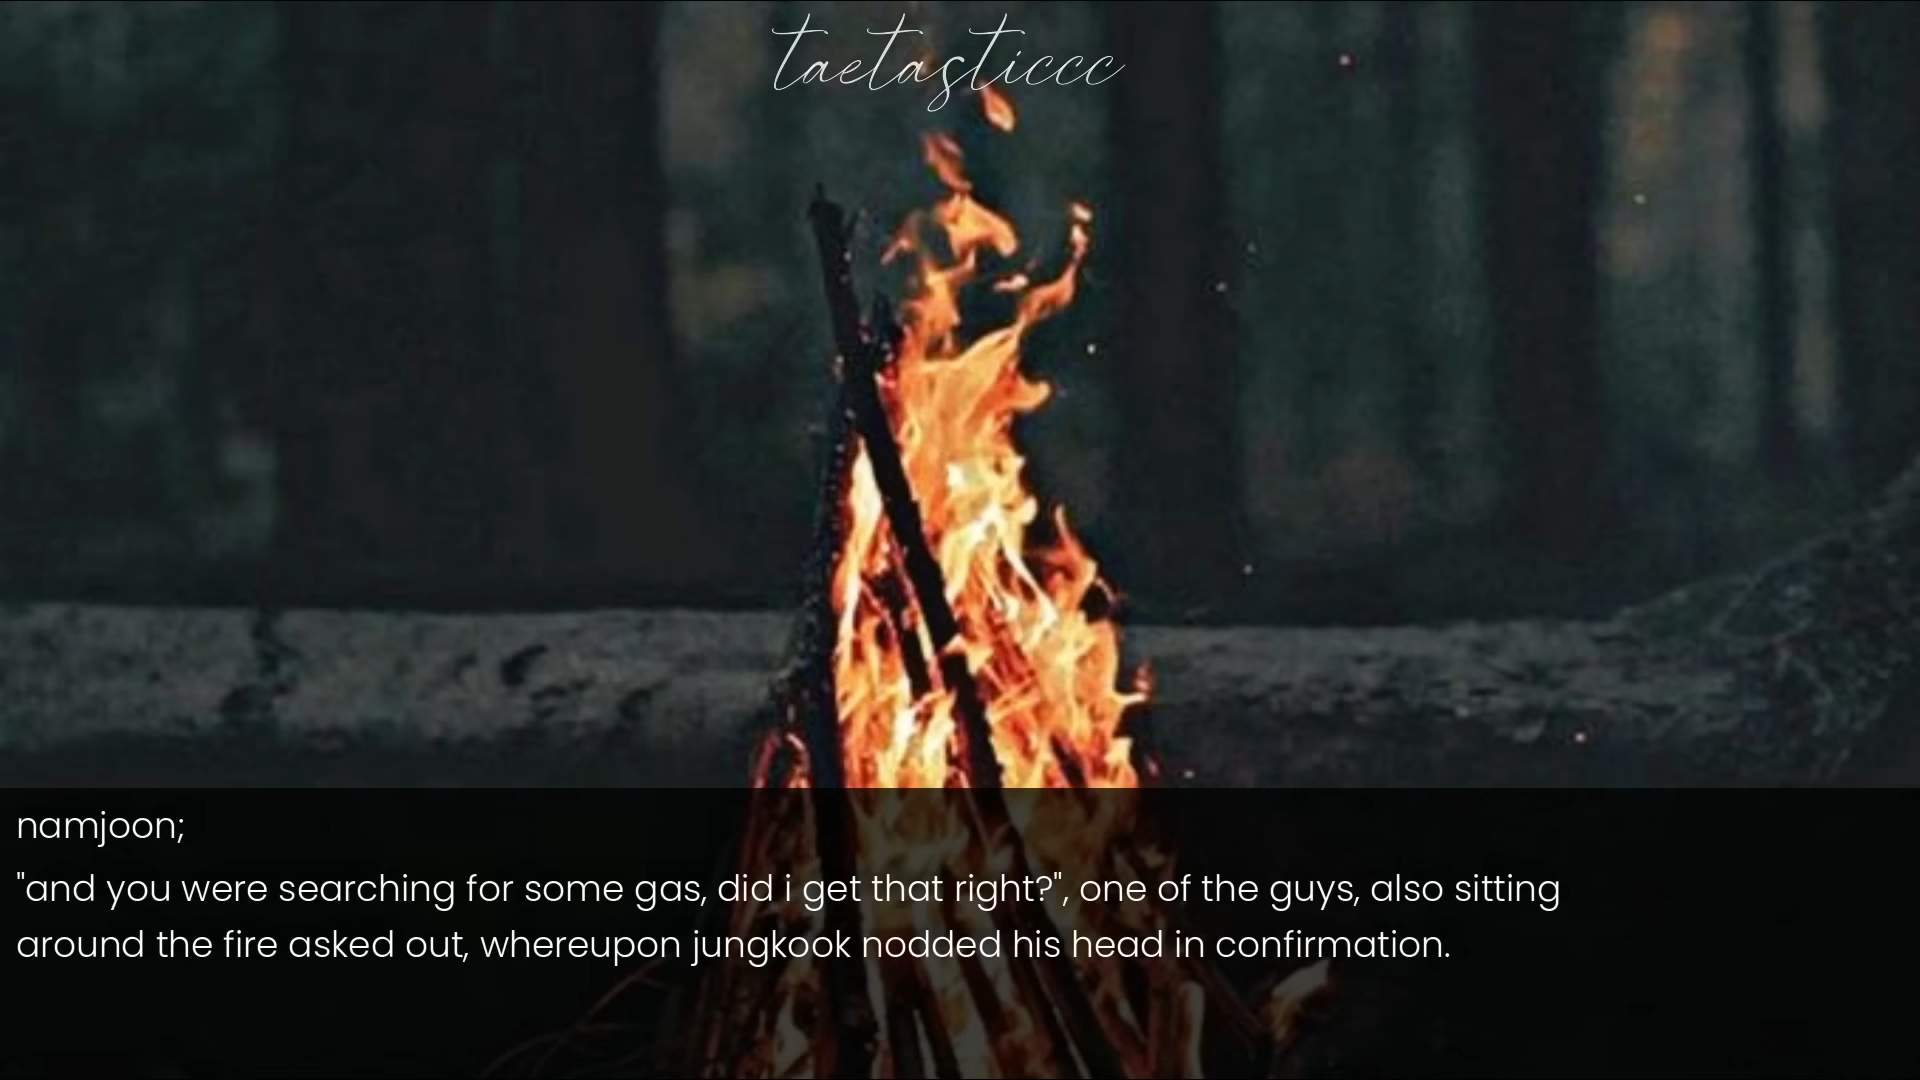 taetasticcc
namjoon;
"and you were searching for some gas, did i get that right?", one of the guys, also sitting
around the fire asked out, whereupon jungkook nodded his head in confirmation.